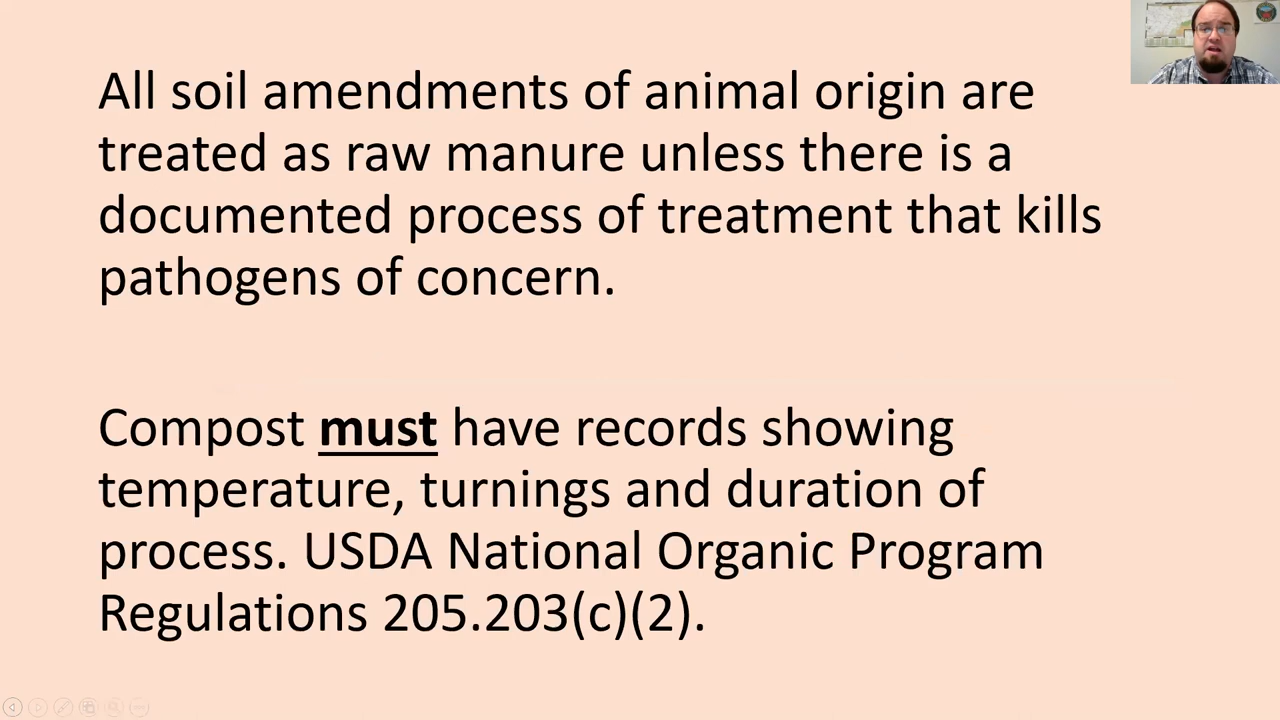 All soil amendments of animal origin are
treated as raw manure unless there is a
documented process of treatment that kills
pathogens of concern.
Compost must have records showing
temperature, turnings and duration of
process. USDA National Organic Program
Regulations 205.203(c)(2).